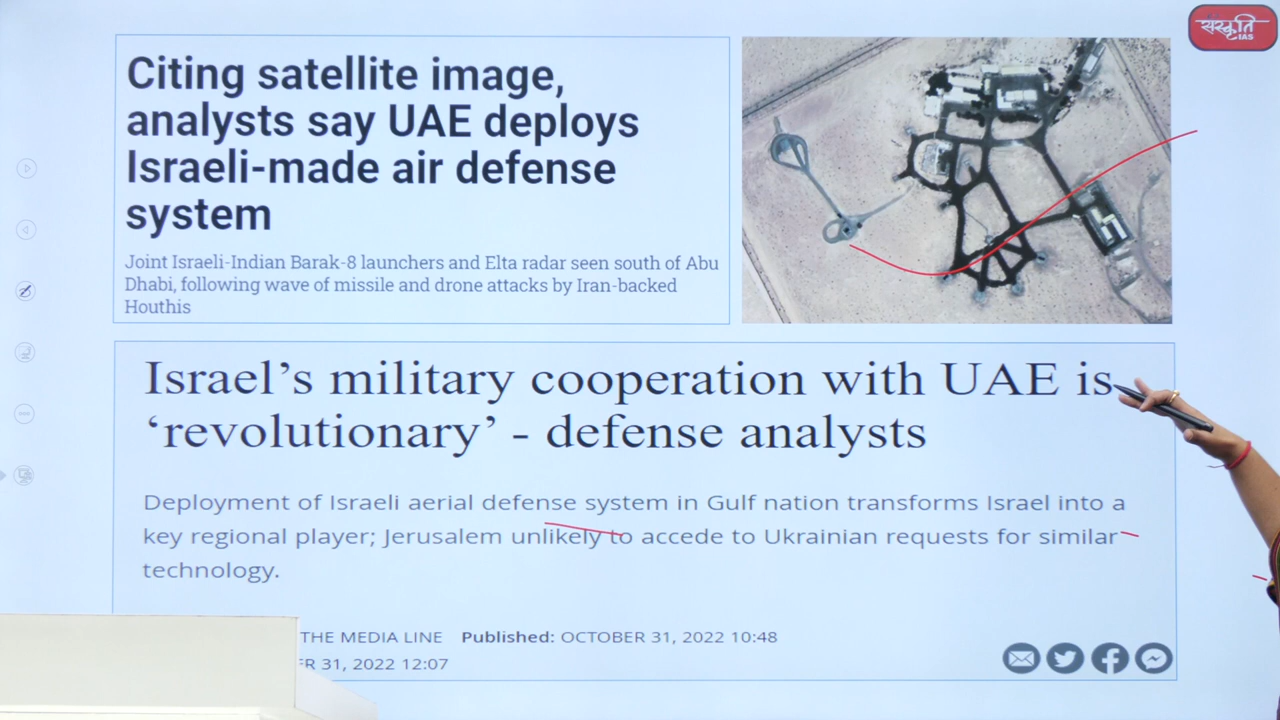 संस्कृति
IAS
Citing satellite image,
analysts say UAE deploys
Israeli-made air defense
system
Joint Israeli-Indian Barak-8 launchers and Elta radar seen south of Abu
Dhabi, following wave of missile and drone attacks by Iran-backed
Houthis
Israel’s military cooperation with UAE is
‘revolutionary’ - defense analysts
Deployment of Israeli aerial defense system in Gulf nation transforms Israel into a
key regional player; Jerusalem unlikely to accede to Ukrainian requests for similar
technology.
THE MEDIA LINE Published: OCTOBER 31, 2022 10:48
R 31, 2022 12:07